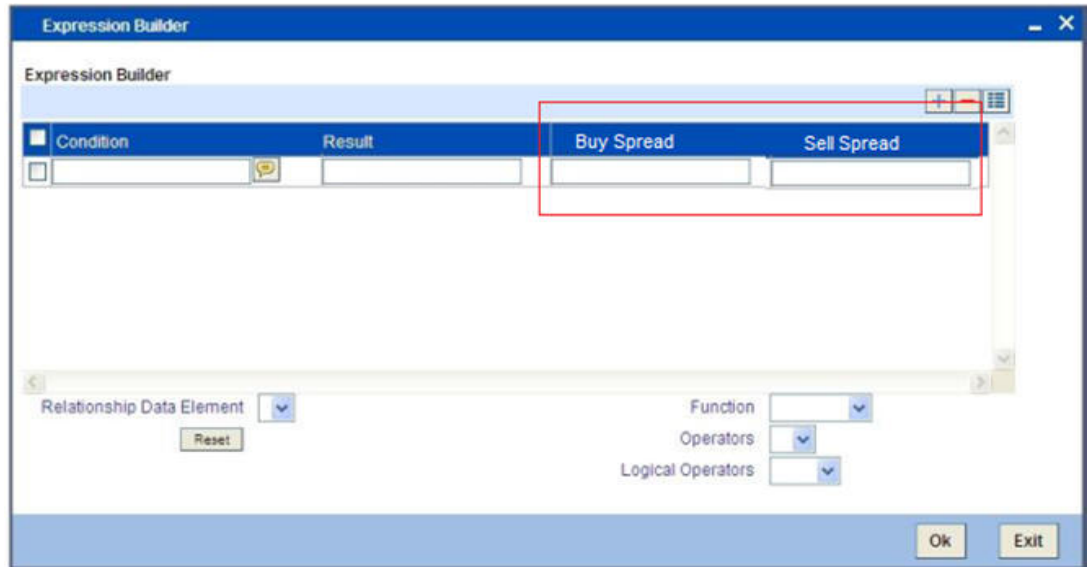 Expression Builder
Expression Builder
Condition Result Buy Spread Sell Spread
Relationship Data Element Function
Reset Operators
Logical Operators
Ok Exit